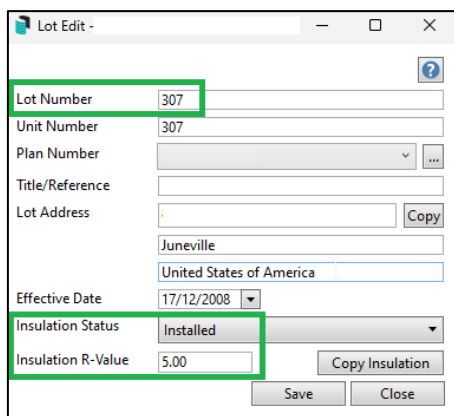 Lot Edit -
?
Lot Number 307
Unit Number 307
Plan Number ...
Title/Reference
Lot Address Copy
Juneville
United States of America
Effective Date 17/12/2008
Insulation Status Installed
Insulation R-Value 5.00 Copy Insulation
Save Close